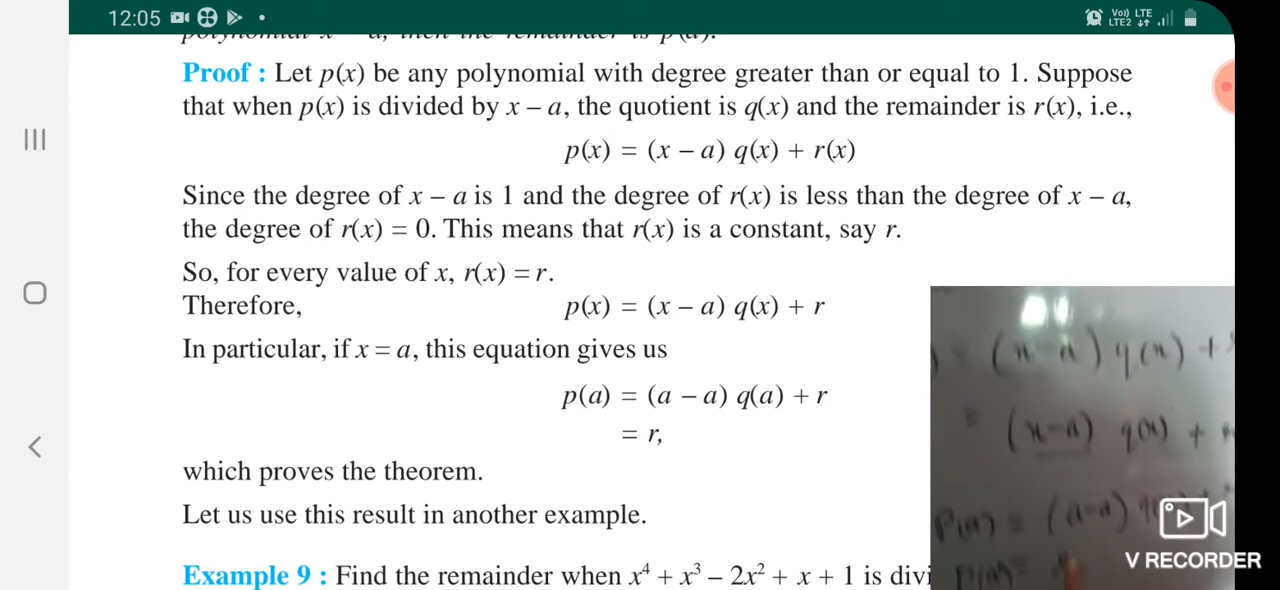 12:05 Vo)) LTE LTE2
Proof : Let p(x) be any polynomial with degree greater than or equal to 1. Suppose
that when p(x) is divided by x – a, the quotient is q(x) and the remainder is r(x), i.e.,
p(x) = (x – a) q(x) + r(x)
Since the degree of x – a is 1 and the degree of r(x) is less than the degree of x – a,
the degree of r(x) = 0. This means that r(x) is a constant, say r.
So, for every value of x, r(x) = r.
Therefore, p(x) = (x – a) q(x) + r
In particular, if x = a, this equation gives us
p(a) = (a – a) q(a) + r
= r,
which proves the theorem.
Let us use this result in another example.
Example 9 : Find the remainder when x⁴ + x³ – 2x² + x + 1 is
q(x) +
= (x-a) q(x) +
P(a) = (a-a)
P(a) =
V RECORDER